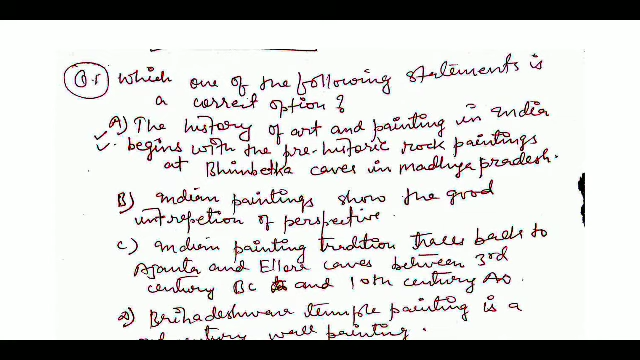 Q.1 Which one of the following statements is
a correct option?
A) The history of art and painting in India
begins with the pre-historic rock paintings
at Bhimbetka caves in madhya pradesh.
B) Indian paintings show the good
of perspective.
C) Indian painting tradition traces back to
Ajanta and Ellora caves between 3rd
century BC and 10th century AD.
D) Brihadeshwara temple painting is a
century wall painting.